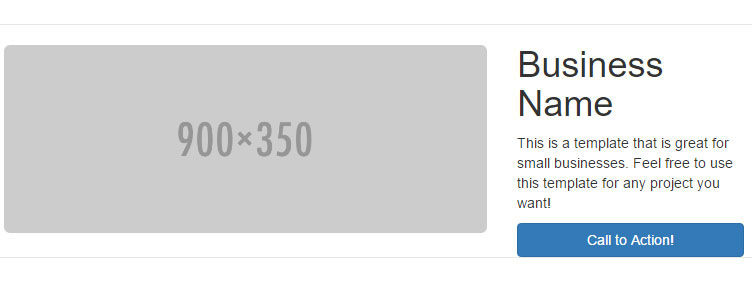 900×350
Business
Name
This is a template that is great for
small businesses. Feel free to use
this template for any project you
want!
Call to Action!